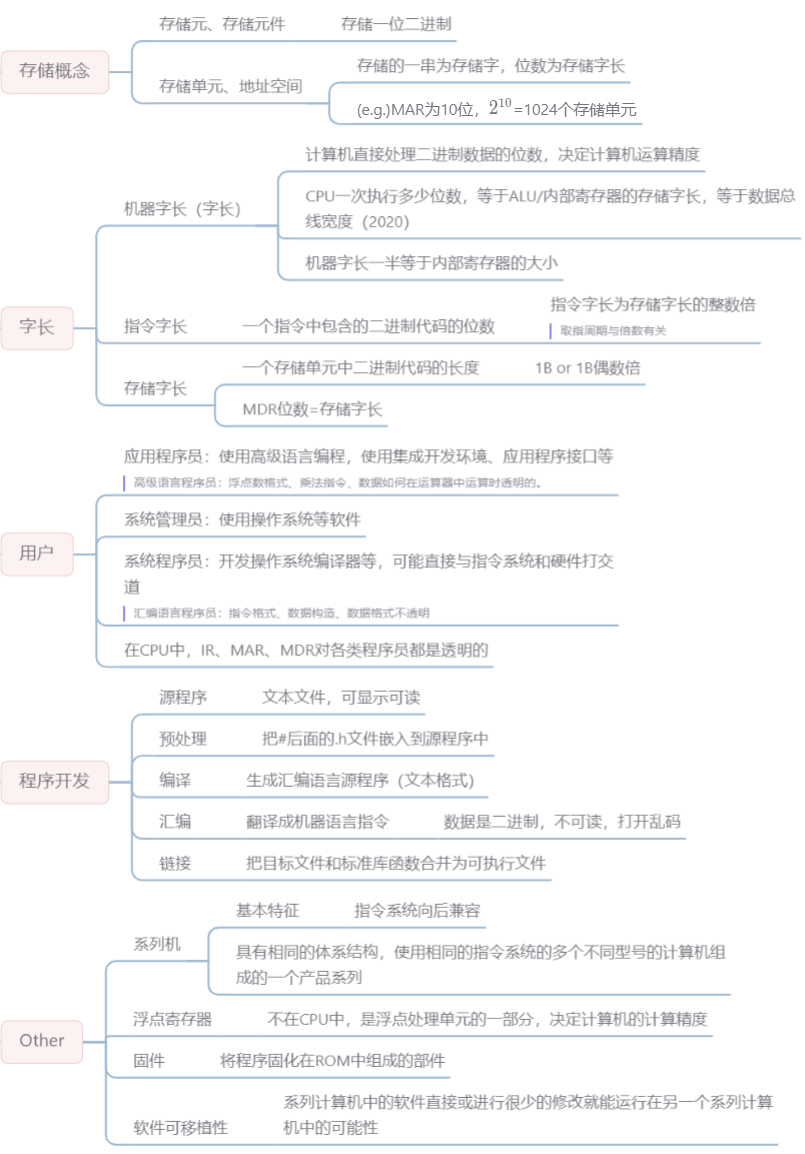 存储概念
存储元、存储元件
存储一位二进制
存储单元、地址空间
存储的一串为存储字，位数为存储字长
(e.g.)MAR为10位，2^10=1024个存储单元
字长
机器字长（字长）
计算机直接处理二进制数据的位数，决定计算机运算精度
CPU一次执行多少位数，等于ALU/内部寄存器的存储字长，等于数据总
线宽度（2020）
机器字长一半等于内部寄存器的大小
指令字长
一个指令中包含的二进制代码的位数
指令字长为存储字长的整数倍
取指周期与倍数有关
存储字长
一个存储单元中二进制代码的长度
1B or 1B偶数倍
MDR位数=存储字长
用户
应用程序员：使用高级语言编程，使用集成开发环境、应用程序接口等
高级语言程序员：浮点数格式、乘法指令、数据如何在运算器中运算时透明的。
系统管理员：使用操作系统等软件
系统程序员：开发操作系统编译器等，可能直接与指令系统和硬件打交
道
汇编语言程序员：指令格式、数据构造、数据格式不透明
在CPU中，IR、MAR、MDR对各类程序员都是透明的
程序开发
源程序
文本文件，可显示可读
预处理
把#后面的.h文件嵌入到源程序中
编译
生成汇编语言源程序（文本格式）
汇编
翻译成机器语言指令
数据是二进制，不可读，打开乱码
链接
把目标文件和标准库函数合并为可执行文件
Other
系列机
基本特征
指令系统向后兼容
具有相同的体系结构，使用相同的指令系统的多个不同型号的计算机组
成的一个产品系列
浮点寄存器
不在CPU中，是浮点处理单元的一部分，决定计算机的计算精度
固件
将程序固化在ROM中组成的部件
软件可移植性
系列计算机中的软件直接或进行很少的修改就能运行在另一个系列计算
机中的可能性